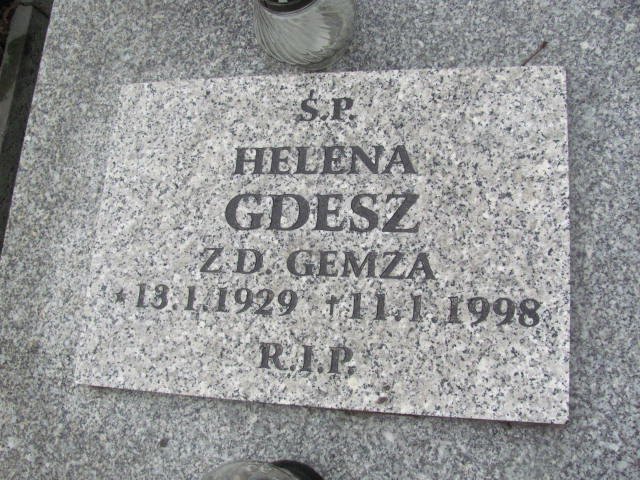 Ś.P.
HELENA
GDESZ
Z D. GEMZA
* 13.1.1929 †11.1.1998
R.I.P.